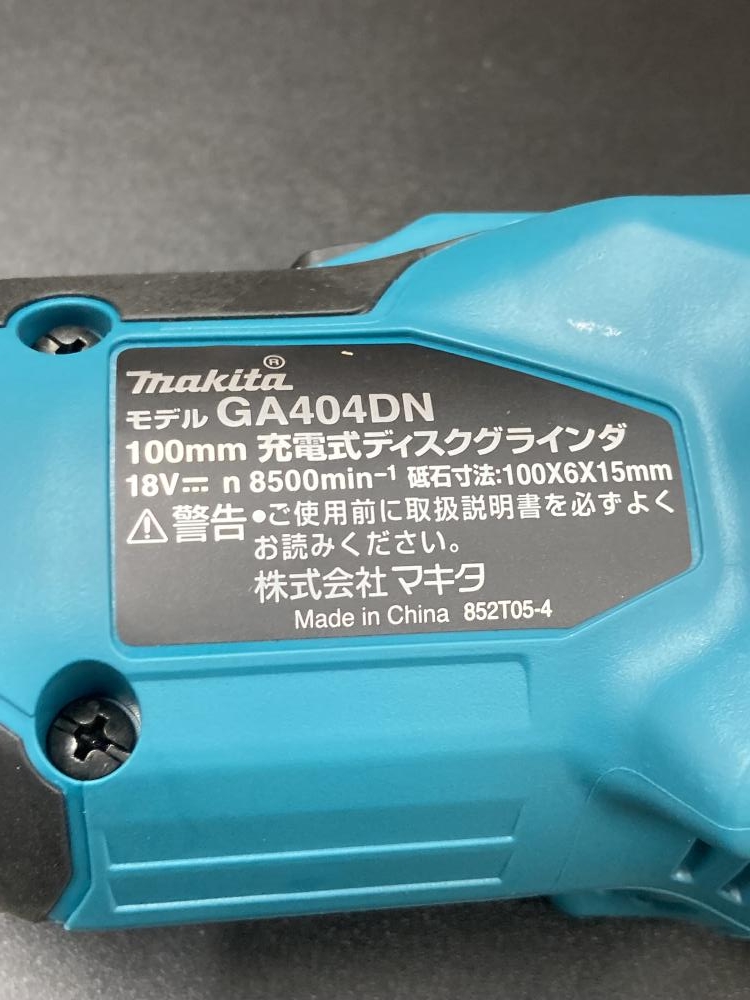 makita®
モデル GA404DN
100mm 充電式ディスクグラインダ
18V⎓ n 8500min⁻¹ 砥石寸法:100X6X15mm
⚠警告 ●ご使用前に取扱説明書を必ずよく
お読みください。
株式会社マキタ
Made in China 852T05-4